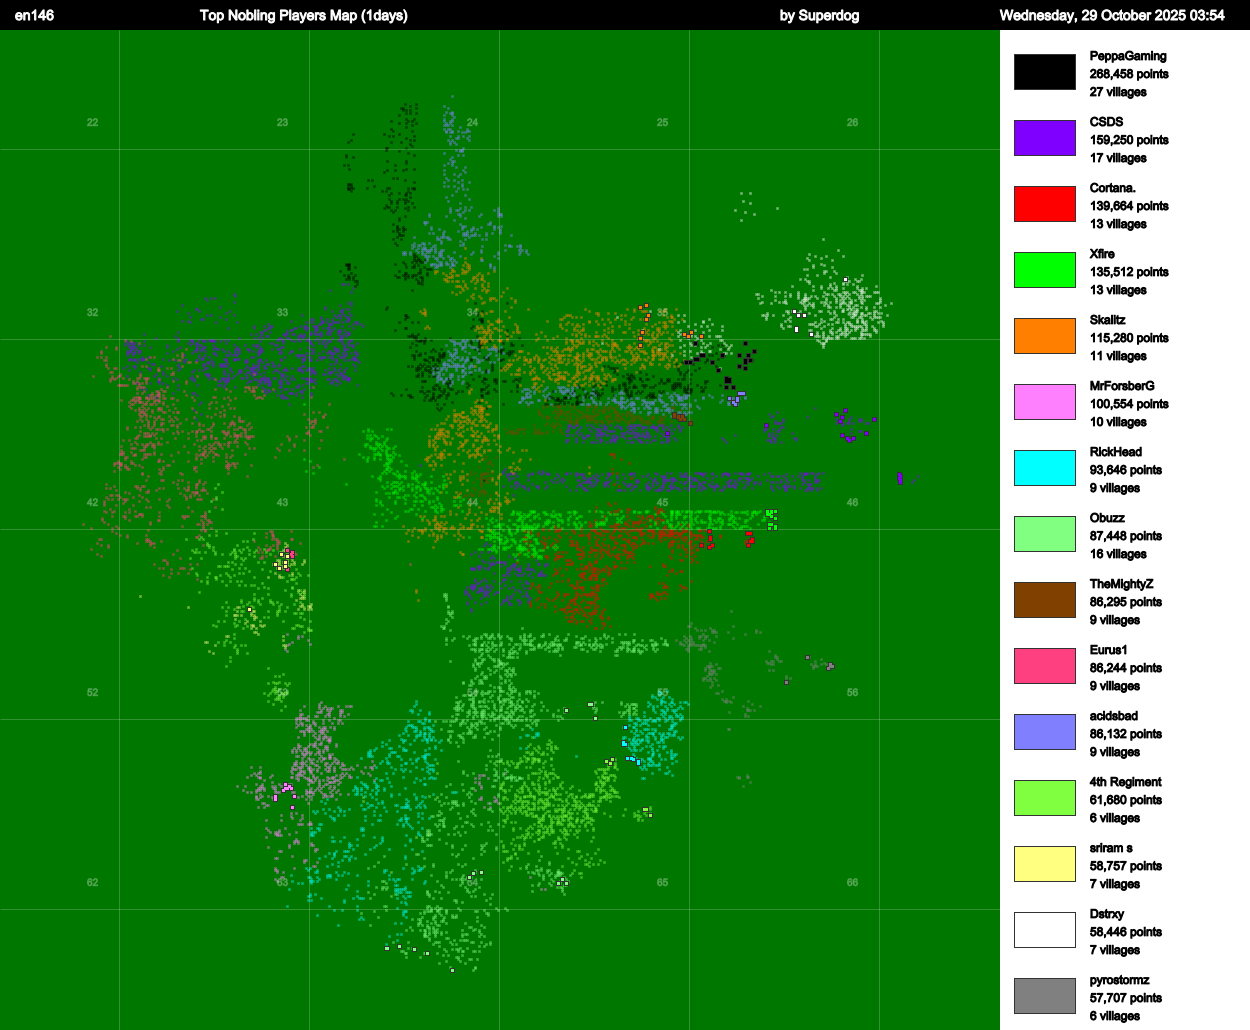 en146 Top Nobling Players Map (1days) by Superdog Wednesday, 29 October 2025 03:54
22 23 24 25 26
32 33 35
42 43 44 45 46
52 53 54 55 56
62 63 64 65 66
PeppaGaming
268,458 points
27 villages
CSDS
159,250 points
17 villages
Cortana.
139,664 points
13 villages
Xfire
135,512 points
13 villages
Skalitz
115,280 points
11 villages
MrForsberG
100,554 points
10 villages
RickHead
93,646 points
9 villages
Obuzz
87,448 points
16 villages
TheMightyZ
86,295 points
9 villages
Eurus1
86,244 points
9 villages
acidsbad
86,132 points
9 villages
4th Regiment
61,680 points
6 villages
sriram s
58,757 points
7 villages
Dstrxy
58,446 points
7 villages
pyrostormz
57,707 points
6 villages